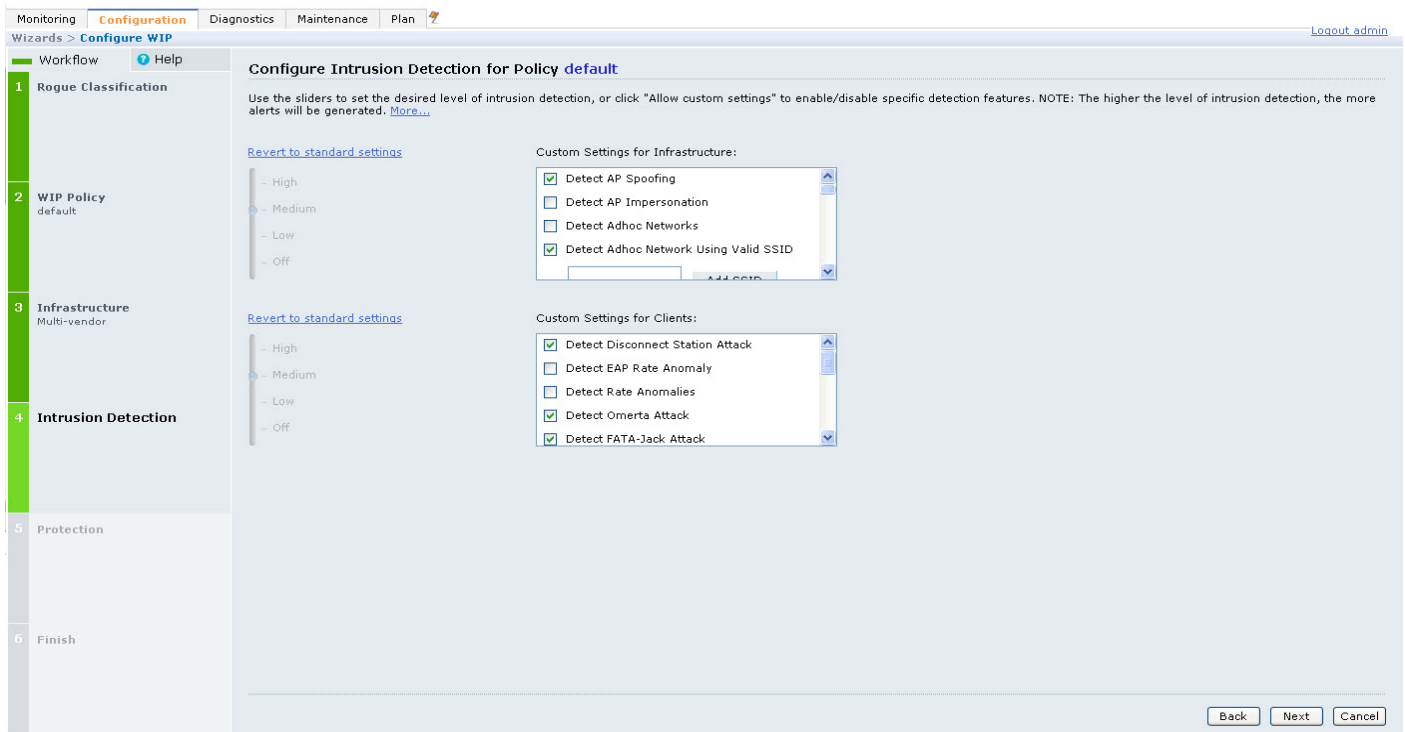 Monitoring Configuration Diagnostics Maintenance Plan
Logout admin
Wizards > Configure WIP
Workflow Help
1 Rogue Classification
2 WIP Policy
default
3 Infrastructure
Multi-vendor
4 Intrusion Detection
5 Protection
6 Finish
Configure Intrusion Detection for Policy default
Use the sliders to set the desired level of intrusion detection, or click "Allow custom settings" to enable/disable specific detection features. NOTE: The higher the level of intrusion detection, the more
alerts will be generated. More...
Revert to standard settings
– High
– Medium
– Low
– Off
Custom Settings for Infrastructure:
Detect AP Spoofing
Detect AP Impersonation
Detect Adhoc Networks
Detect Adhoc Network Using Valid SSID
Add SSID
Revert to standard settings
– High
– Medium
– Low
– Off
Custom Settings for Clients:
Detect Disconnect Station Attack
Detect EAP Rate Anomaly
Detect Rate Anomalies
Detect Omerta Attack
Detect FATA-Jack Attack
Back Next Cancel